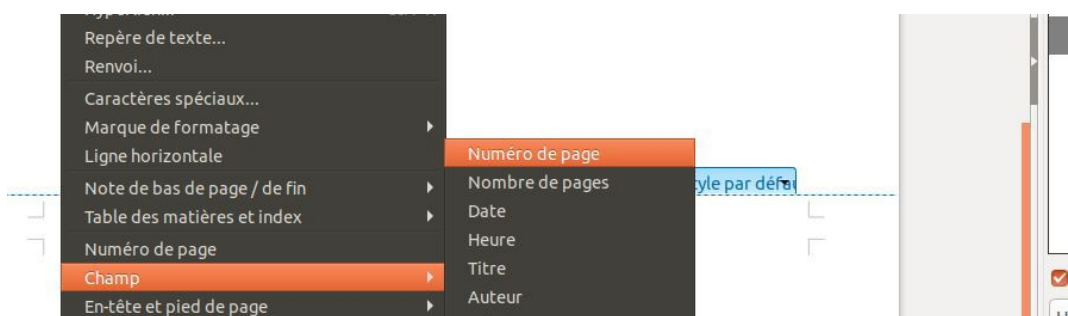 Repère de texte...
Renvoi...
Caractères spéciaux...
Marque de formatage
Ligne horizontale
Note de bas de page / de fin
Table des matières et index
Numéro de page
Champ
En-tête et pied de page
Numéro de page
Nombre de pages
Date
Heure
Titre
Auteur
par